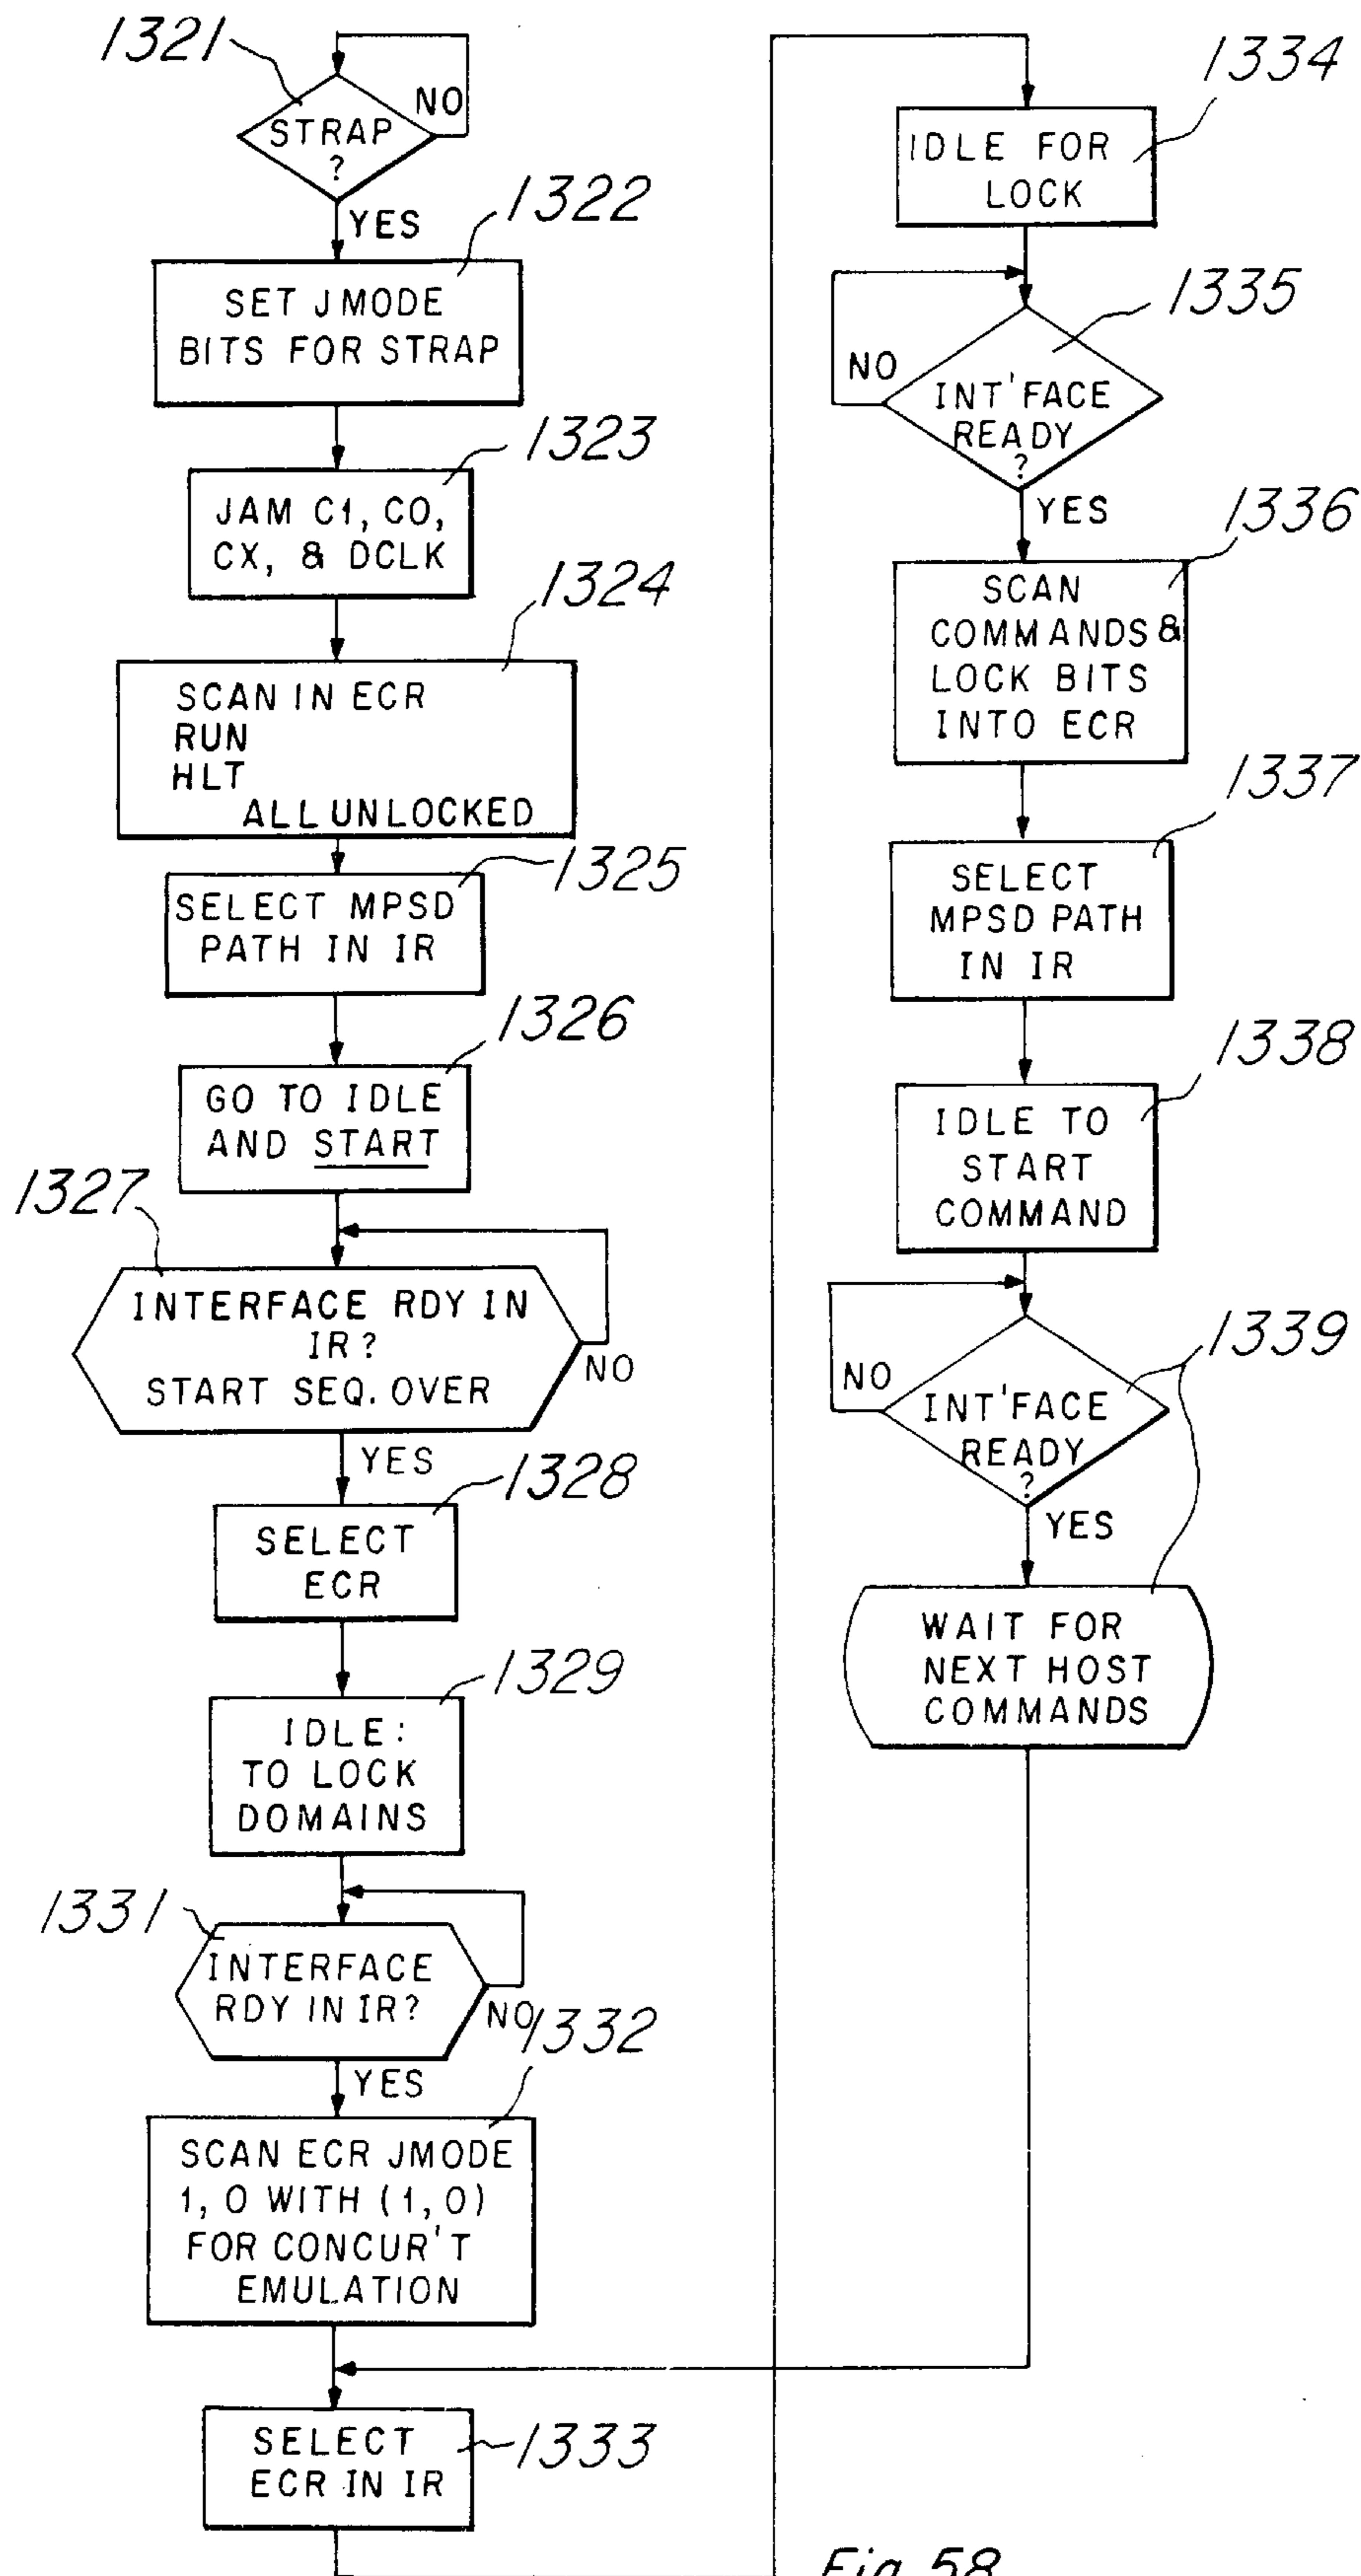 1321
NO
STRAP
?
YES
1322
SET JMODE
BITS FOR STRAP
1323
JAM C1, C0,
CX, & DCLK
1324
SCAN IN ECR
RUN
HLT
ALL UNLOCKED
1325
SELECT MPSD
PATH IN IR
1326
GO TO IDLE
AND START
1327
INTERFACE RDY IN
IR?
START SEQ. OVER
NO
YES
1328
SELECT
ECR
1329
IDLE:
TO LOCK
DOMAINS
1331
INTERFACE
RDY IN IR?
NO
YES
1332
SCAN ECR JMODE
1, 0 WITH (1, 0)
FOR CONCUR'T
EMULATION
SELECT
ECR IN IR
1333
1334
IDLE FOR
LOCK
1335
NO
INT'FACE
READY
?
YES
1336
SCAN
COMMANDS &
LOCK BITS
INTO ECR
1337
SELECT
MPSD PATH
IN IR
1338
IDLE TO
START
COMMAND
1339
NO
INT'FACE
READY
?
YES
WAIT FOR
NEXT HOST
COMMANDS
Fig. 58